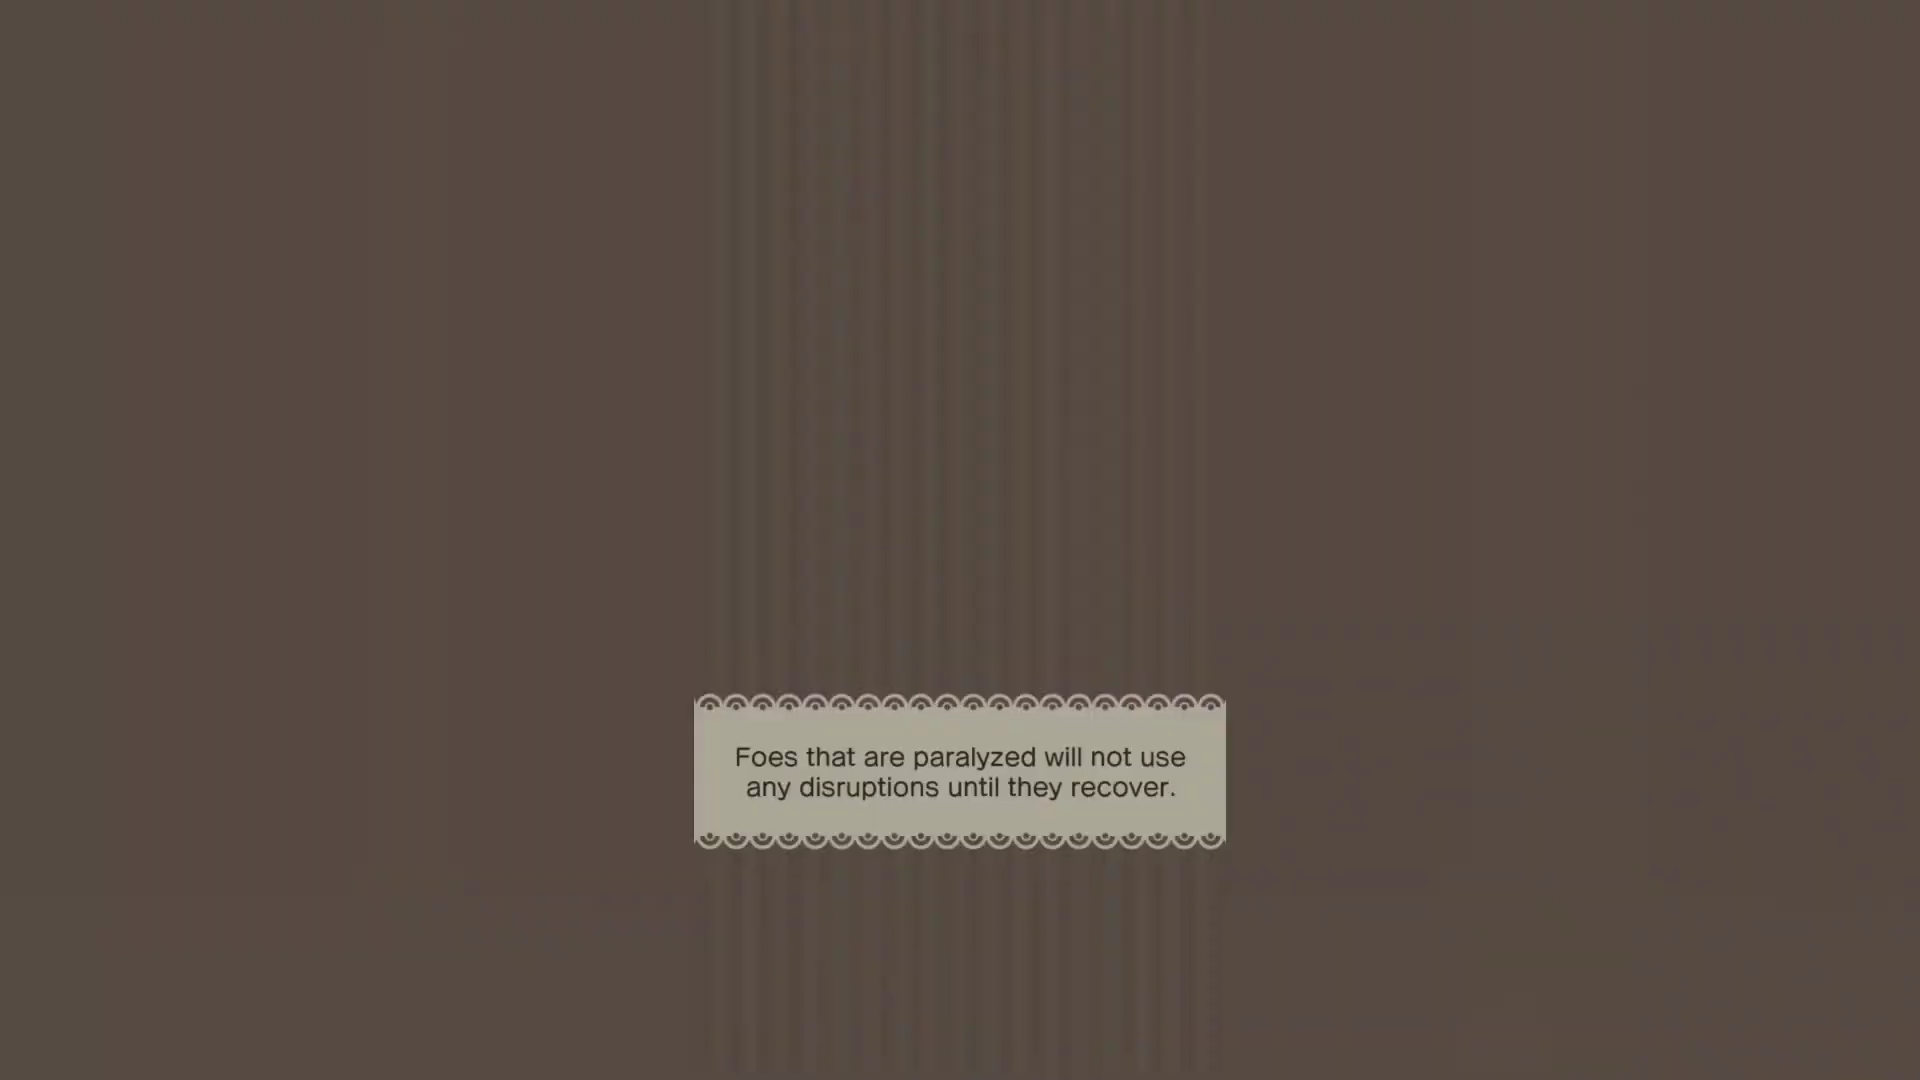 Foes that are paralyzed will not use
any disruptions until they recover.